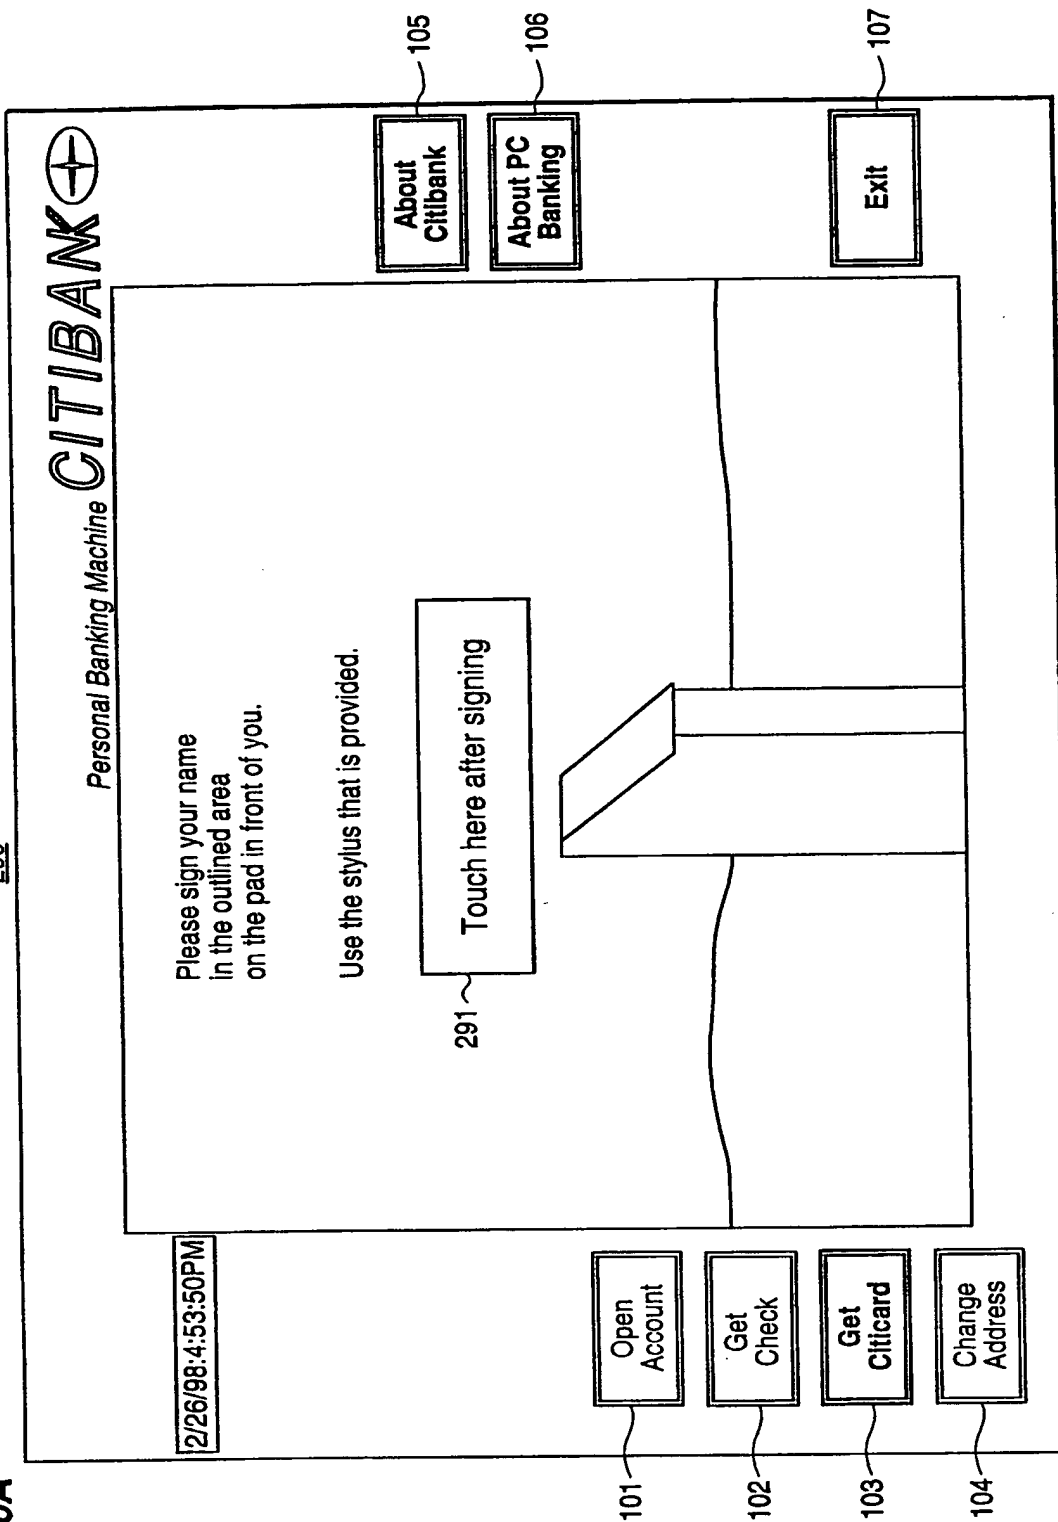 Personal Banking Machine CITIBANK
2/26/98:4:53:50PM
Please sign your name
in the outlined area
on the pad in front of you.
Use the stylus that is provided.
291
Touch here after signing
About
Citibank
105
About PC
Banking
106
Exit
107
101
Open
Account
102
Get
Check
103
Get
Citicard
104
Change
Address